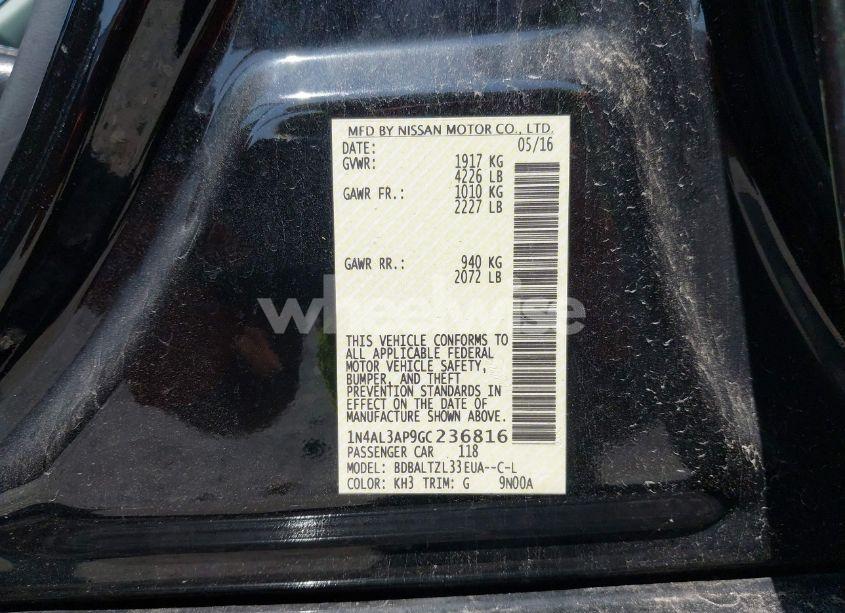 MFD BY NISSAN MOTOR CO., LTD.
DATE: 05/16
GVWR: 1917 KG
4226 LB
GAWR FR.: 1010 KG
2227 LB
GAWR RR.: 940 KG
2072 LB
wheelwise
THIS VEHICLE CONFORMS TO
ALL APPLICABLE FEDERAL
MOTOR VEHICLE SAFETY,
BUMPER, AND THEFT
PREVENTION STANDARDS IN
EFFECT ON THE DATE OF
MANUFACTURE SHOWN ABOVE.
1N4AL3AP9GC236816
PASSENGER CAR 118
MODEL: BDBALTZL33EUA--C-L
COLOR: KH3 TRIM: G 9N00A